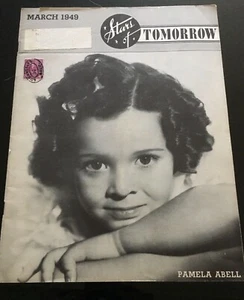 MARCH 1949
Stars
of
TOMORROW
PAMELA ABELL